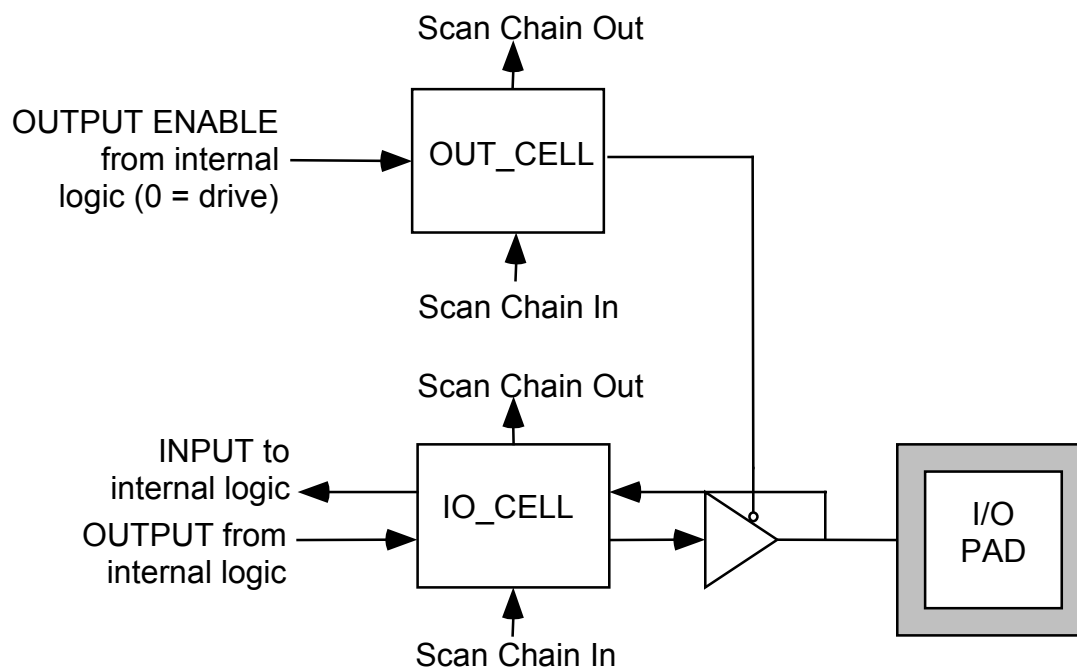 Scan Chain Out
OUTPUT ENABLE
from internal
logic (0 = drive)
OUT_CELL
Scan Chain In
Scan Chain Out
INPUT to
internal logic
OUTPUT from
internal logic
IO_CELL
I/O
PAD
Scan Chain In